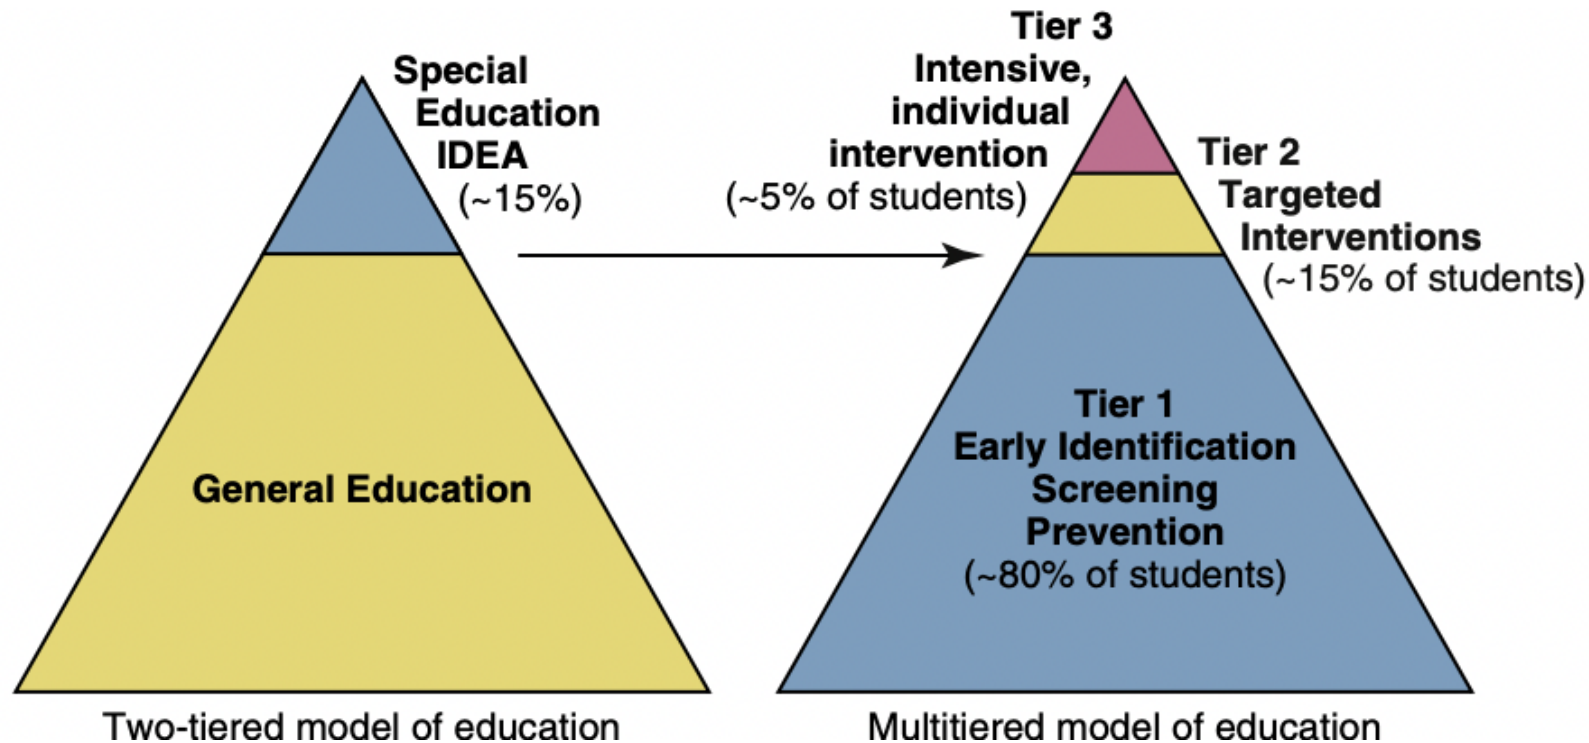 Special
Education
IDEA
(~15%)
General Education
Two-tiered model of education
Tier 3
Intensive,
individual
intervention
(~5% of students)
Tier 2
Targeted
Interventions
(~15% of students)
Tier 1
Early Identification
Screening
Prevention
(~80% of students)
Multitiered model of education